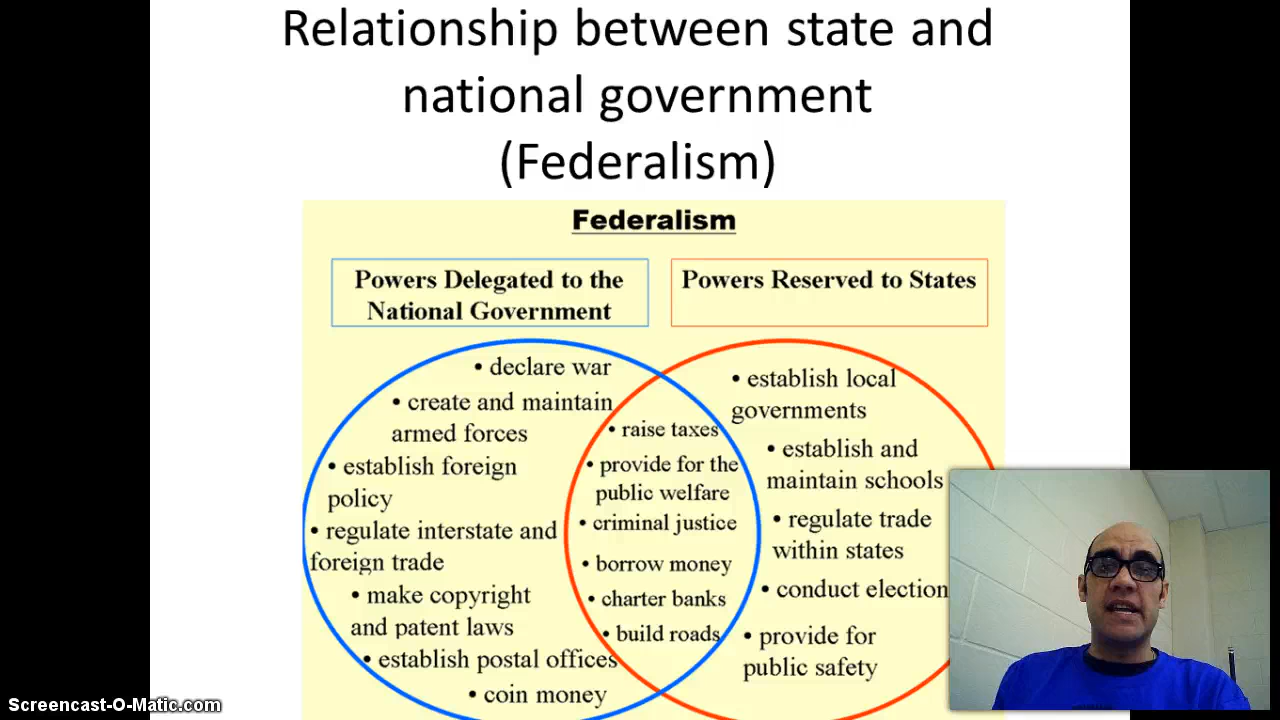 Relationship between state and
national government
(Federalism)
Federalism
Powers Delegated to the
National Government
Powers Reserved to States
• declare war
• create and maintain
armed forces
• establish foreign
policy
• regulate interstate and
foreign trade
• make copyright
and patent laws
• establish postal offices
• coin money
• raise taxes
• provide for the
public welfare
• criminal justice
• borrow money
• charter banks
• build roads
• establish local
governments
• establish and
maintain schools
• regulate trade
within states
• conduct election
• provide for
public safety
Screencast-O-Matic.com